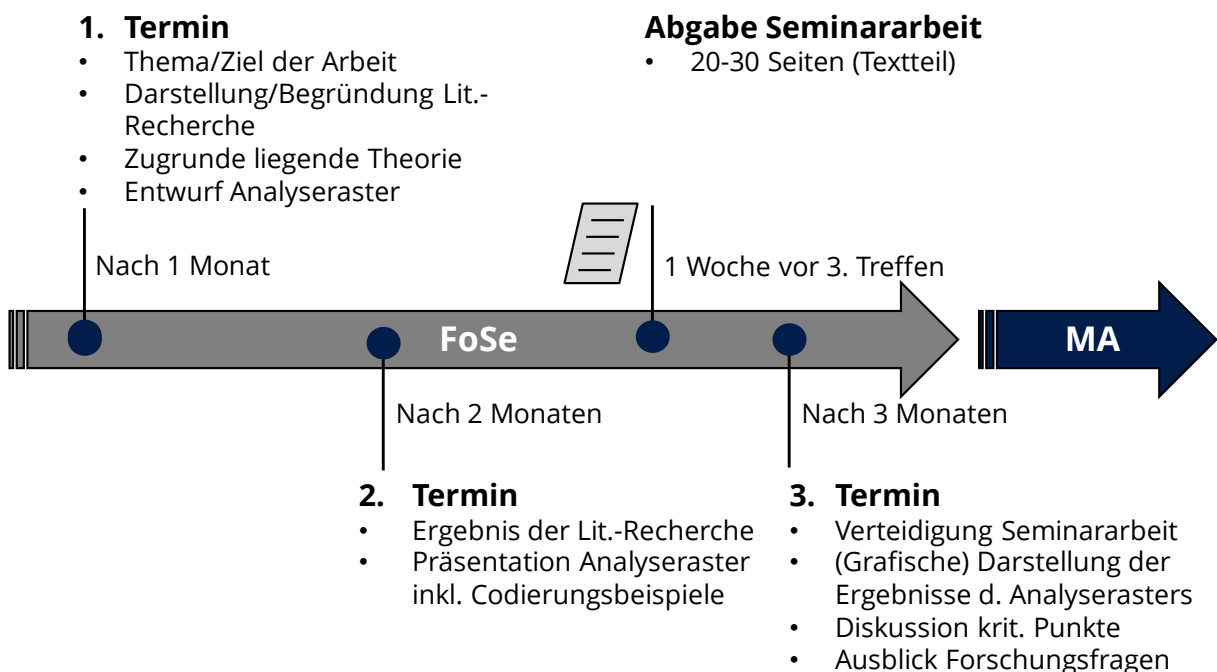 1. Termin
• Thema/Ziel der Arbeit
• Darstellung/Begründung Lit.-
Recherche
• Zugrunde liegende Theorie
• Entwurf Analyseraster
Abgabe Seminararbeit
• 20-30 Seiten (Textteil)
Nach 1 Monat
1 Woche vor 3. Treffen
FoSe
MA
Nach 2 Monaten
Nach 3 Monaten
2. Termin
• Ergebnis der Lit.-Recherche
• Präsentation Analyseraster
inkl. Codierungsbeispiele
3. Termin
• Verteidigung Seminararbeit
• (Grafische) Darstellung der
Ergebnisse d. Analyserasters
• Diskussion krit. Punkte
• Ausblick Forschungsfragen